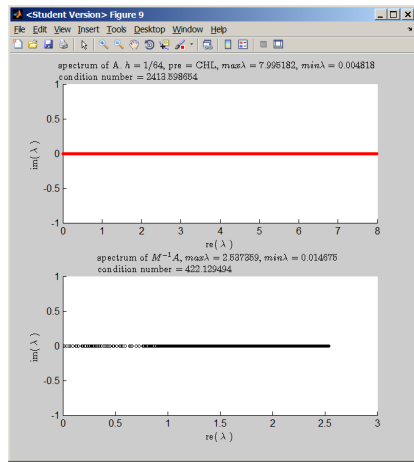 <Student Version> Figure 9
File Edit View Insert Tools Desktop Window Help
spectrum of A. h = 1/64, pre = CHL, maxλ = 7.995182, minλ = 0.004818
condition number = 2413.598654
1
0.5
0
-0.5
-1
im( λ )
0 1 2 3 4 5 6 7 8
re( λ )
spectrum of M⁻¹A, maxλ = 2.537359, minλ = 0.014675
condition number = 422.129494
1
0.5
0
-0.5
-1
im( λ )
0 0.5 1 1.5 2 2.5 3
re( λ )